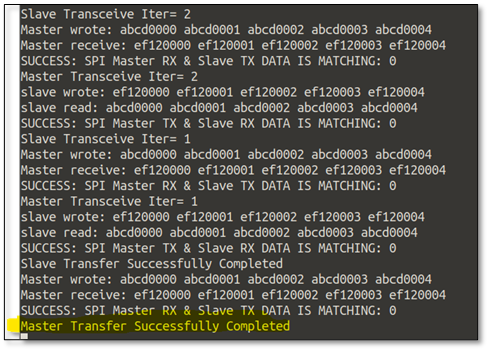 Slave Transceive Iter= 2
Master wrote: abcd0000 abcd0001 abcd0002 abcd0003 abcd0004
Master receive: ef120000 ef120001 ef120002 ef120003 ef120004
SUCCESS: SPI Master RX & Slave TX DATA IS MATCHING: 0
Master Transceive Iter= 2
slave wrote: ef120000 ef120001 ef120002 ef120003 ef120004
slave read: abcd0000 abcd0001 abcd0002 abcd0003 abcd0004
SUCCESS: SPI Master TX & Slave RX DATA IS MATCHING: 0
Slave Transceive Iter= 1
Master wrote: abcd0000 abcd0001 abcd0002 abcd0003 abcd0004
Master receive: ef120000 ef120001 ef120002 ef120003 ef120004
SUCCESS: SPI Master RX & Slave TX DATA IS MATCHING: 0
Master Transceive Iter= 1
slave wrote: ef120000 ef120001 ef120002 ef120003 ef120004
slave read: abcd0000 abcd0001 abcd0002 abcd0003 abcd0004
SUCCESS: SPI Master TX & Slave RX DATA IS MATCHING: 0
Slave Transfer Successfully Completed
Master wrote: abcd0000 abcd0001 abcd0002 abcd0003 abcd0004
Master receive: ef120000 ef120001 ef120002 ef120003 ef120004
SUCCESS: SPI Master RX & Slave TX DATA IS MATCHING: 0
Master Transfer Successfully Completed